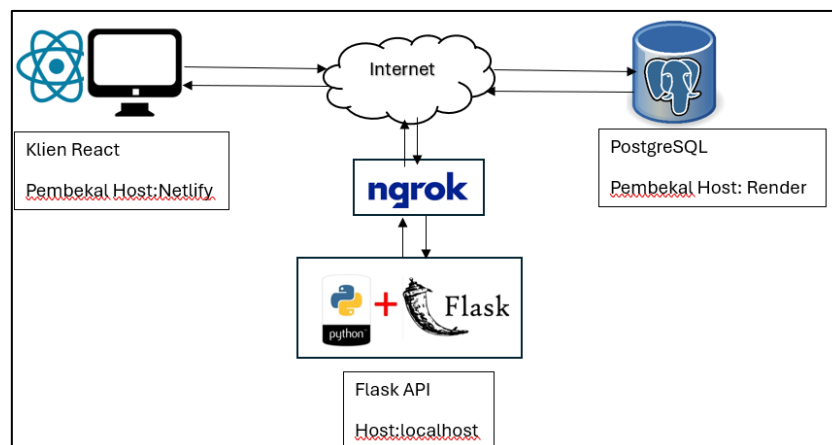 Internet
Klien React
Pembekal Host:Netlify
PostgreSQL
Pembekal Host: Render
ngrok
python
+
Flask
Flask API
Host:localhost